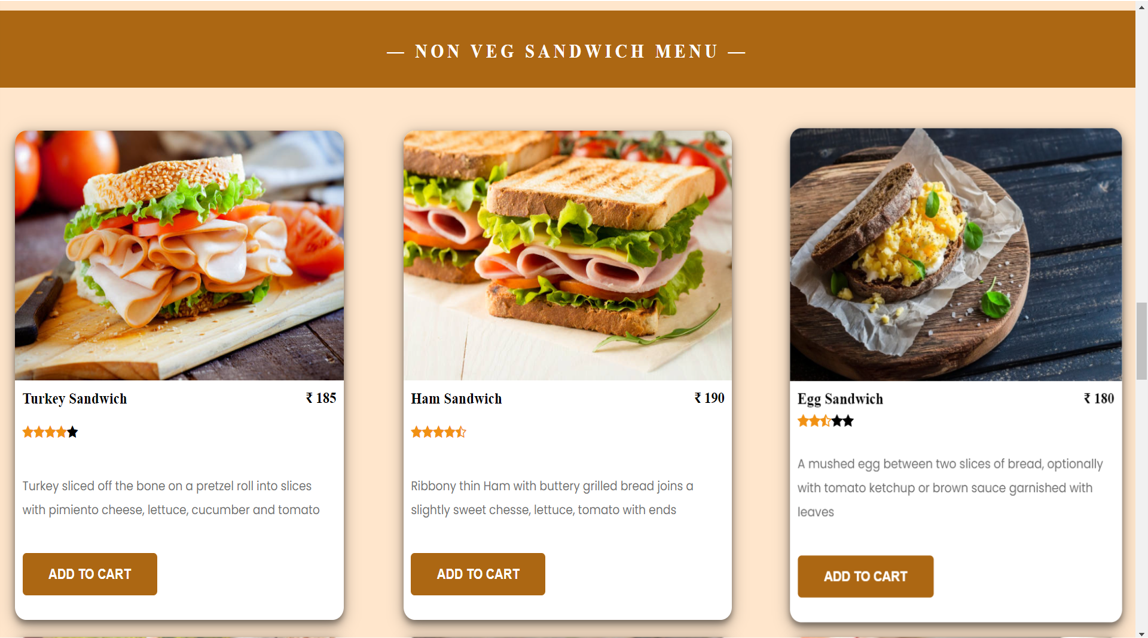 — NON VEG SANDWICH MENU —
Turkey Sandwich ₹ 185
Turkey sliced off the bone on a pretzel roll into slices
with pimiento cheese, lettuce, cucumber and tomato
ADD TO CART
Ham Sandwich ₹ 190
Ribbony thin Ham with buttery grilled bread joins a
slightly sweet chesse, lettuce, tomato with ends
ADD TO CART
Egg Sandwich ₹ 180
A mushed egg between two slices of bread, optionally
with tomato ketchup or brown sauce garnished with
leaves
ADD TO CART